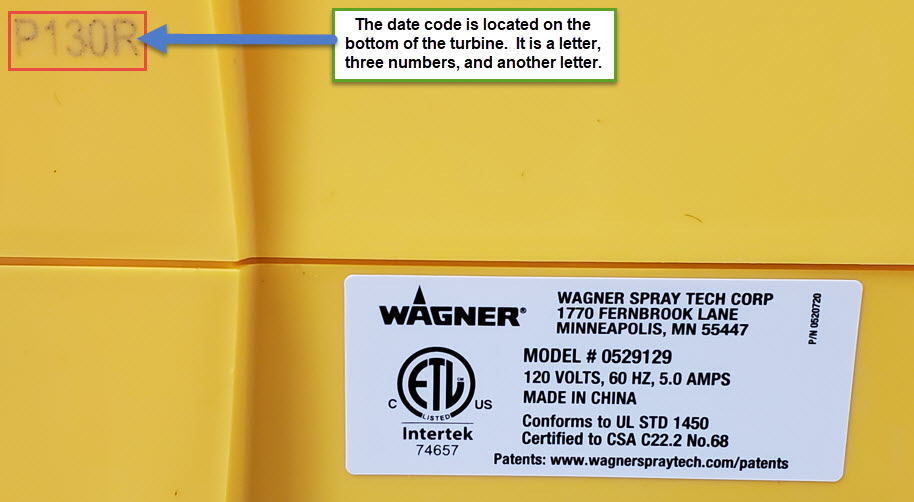 P130R
The date code is located on the
bottom of the turbine.  It is a letter,
three numbers, and another letter.
WAGNER®
WAGNER SPRAY TECH CORP
1770 FERNBROOK LANE
MINNEAPOLIS, MN 55447
P/N 0520720
MODEL # 0529129
120 VOLTS, 60 HZ, 5.0 AMPS
MADE IN CHINA
ETL CM
C US
LISTED
Intertek
74657
Conforms to UL STD 1450
Certified to CSA C22.2 No.68
Patents: www.wagnerspraytech.com/patents